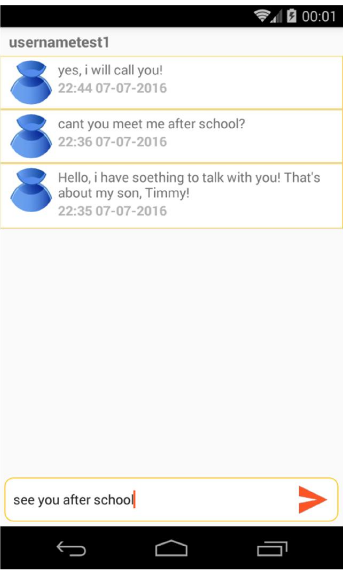 00:01
usernametest1
yes, i will call you!
22:44 07-07-2016
cant you meet me after school?
22:36 07-07-2016
Hello, i have soething to talk with you! That's
about my son, Timmy!
22:35 07-07-2016
see you after school